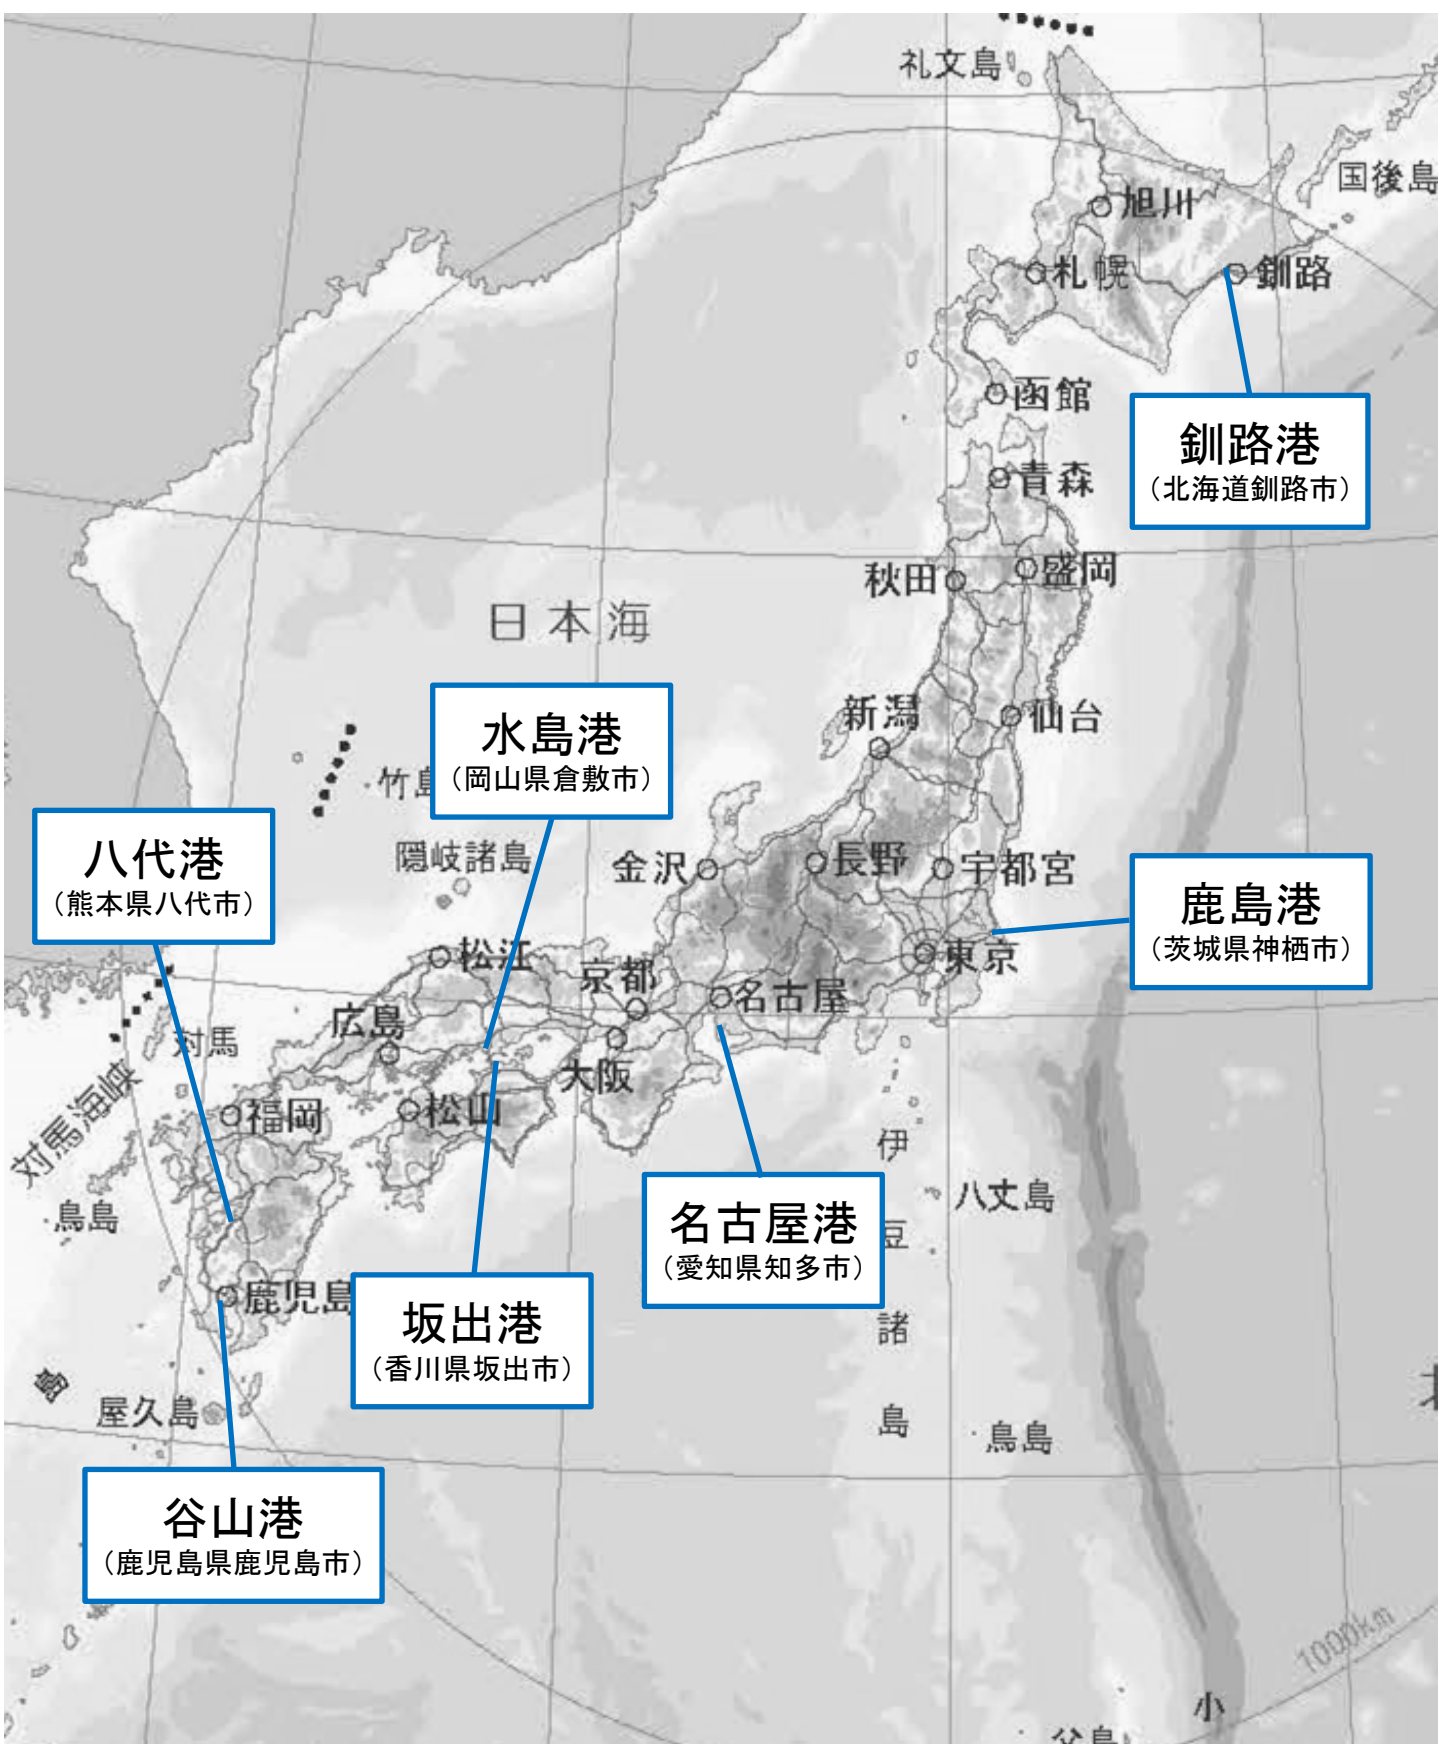 礼文島
国後島
旭川
札幌
釧路
函館
釧路港
（北海道釧路市）
青森
秋田
盛岡
日本海
新潟
仙台
水島港
（岡山県倉敷市）
竹島
八代港
（熊本県八代市）
隠岐諸島
金沢
長野
宇都宮
鹿島港
（茨城県神栖市）
松江
京都
東京
名古屋
広島
対馬
大阪
対馬海峡
福岡
松山
伊豆諸島
八丈島
鳥島
名古屋港
（愛知県知多市）
鹿児島
坂出港
（香川県坂出市）
屋久島
鳥島
谷山港
（鹿児島県鹿児島市）
1000km
小
父島